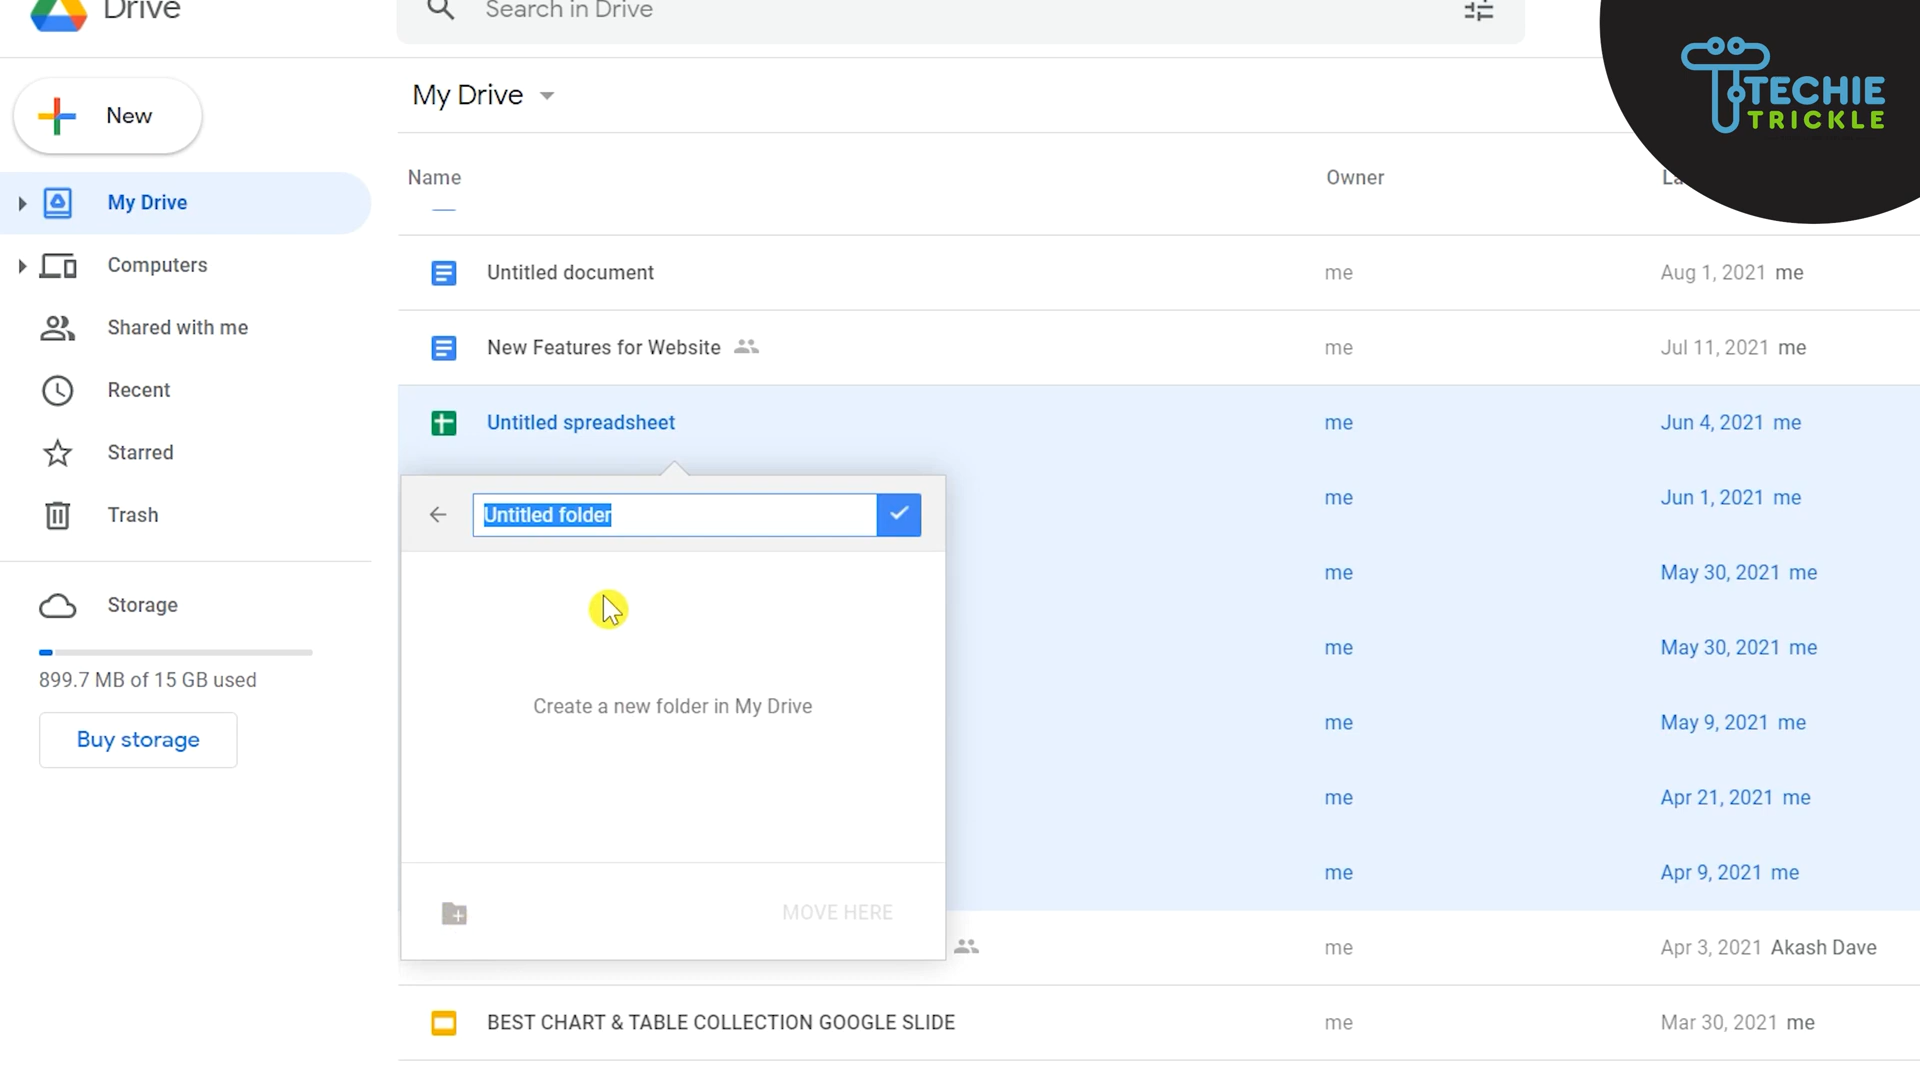 Drive
Search in Drive
TECHIE
TRICKLE
New
My Drive
Name
Owner
My Drive
Computers
Shared with me
Recent
Starred
Trash
Storage
899.7 MB of 15 GB used
Buy storage
Untitled document
me
Aug 1, 2021 me
New Features for Website
me
Jul 11, 2021 me
Untitled spreadsheet
me
Jun 4, 2021 me
Untitled folder
me
Jun 1, 2021 me
me
May 30, 2021 me
me
May 30, 2021 me
Create a new folder in My Drive
me
May 9, 2021 me
me
Apr 21, 2021 me
me
Apr 9, 2021 me
MOVE HERE
me
Apr 3, 2021 Akash Dave
BEST CHART & TABLE COLLECTION GOOGLE SLIDE
me
Mar 30, 2021 me